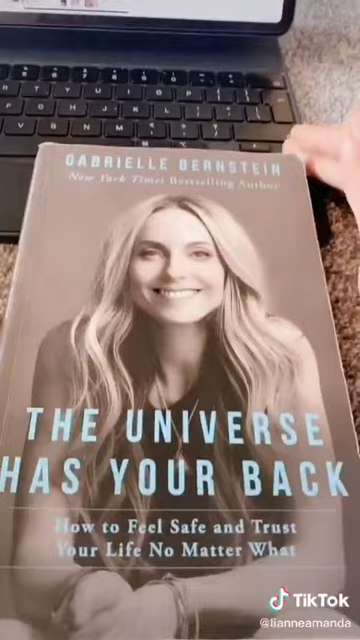 GABRIELLE BERNSTEIN
New York Times Bestselling Author
THE UNIVERSE
HAS YOUR BACK
How to Feel Safe and Trust
Your Life No Matter What
TikTok
@lianneamanda